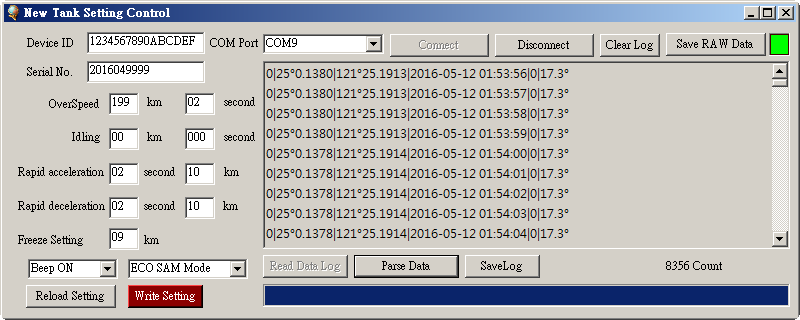 New Tank Setting Control
Device ID 1234567890ABCDEF COM Port COM9 Connect Disconnect Clear Log Save RAW Data
Serial No. 2016049999
OverSpeed 199 km 02 second
Idling 00 km 000 second
Rapid acceleration 02 second 10 km
Rapid deceleration 02 second 10 km
Freeze Setting 09 km
Beep ON ECO SAM Mode
Reload Setting Write Setting
0|25°0.1380|121°25.1913|2016-05-12 01:53:56|0|17.3°
0|25°0.1380|121°25.1913|2016-05-12 01:53:57|0|17.3°
0|25°0.1380|121°25.1913|2016-05-12 01:53:58|0|17.3°
0|25°0.1380|121°25.1913|2016-05-12 01:53:59|0|17.3°
0|25°0.1378|121°25.1914|2016-05-12 01:54:00|0|17.3°
0|25°0.1378|121°25.1914|2016-05-12 01:54:01|0|17.3°
0|25°0.1378|121°25.1914|2016-05-12 01:54:02|0|17.3°
0|25°0.1378|121°25.1914|2016-05-12 01:54:03|0|17.3°
0|25°0.1378|121°25.1914|2016-05-12 01:54:04|0|17.3°
Read Data Log Parse Data SaveLog 8356 Count